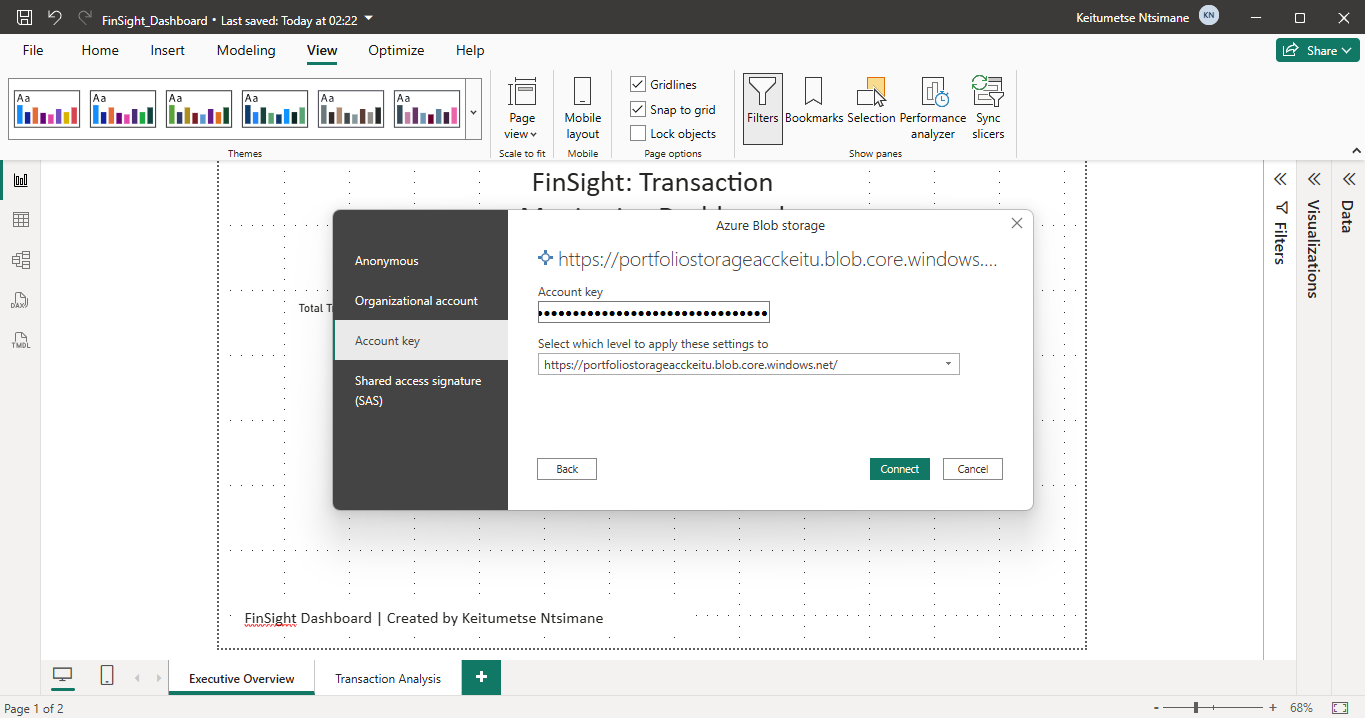 FinSight_Dashboard • Last saved: Today at 02:22
Keitumetse Ntsimane
KN
File
Home
Insert
Modeling
View
Optimize
Help
Share
Aa
Aa
Aa
Aa
Aa
Aa
Themes
Page
view
Scale to fit
Mobile
layout
Mobile
Gridlines
Snap to grid
Lock objects
Page options
Filters
Bookmarks
Selection
Performance
analyzer
Sync
slicers
Show panes
DAX
TMDL
FinSight: Transaction
Total T
Azure Blob storage
https://portfoliostorageacckeitu.blob.core.windows....
Anonymous
Organizational account
Account key
Shared access signature
(SAS)
Account key
Select which level to apply these settings to
https://portfoliostorageacckeitu.blob.core.windows.net/
Back
Connect
Cancel
Filters
Visualizations
Data
FinSight Dashboard | Created by Keitumetse Ntsimane
Executive Overview
Transaction Analysis
+
Page 1 of 2
- + 68%